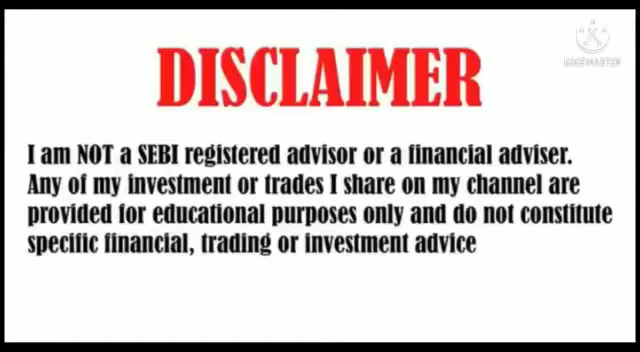 DISCLAIMER
I am NOT a SEBI registered advisor or a financial adviser.
Any of my investment or trades I share on my channel are
provided for educational purposes only and do not constitute
specific financial, trading or investment advice
K
KINEMASTER